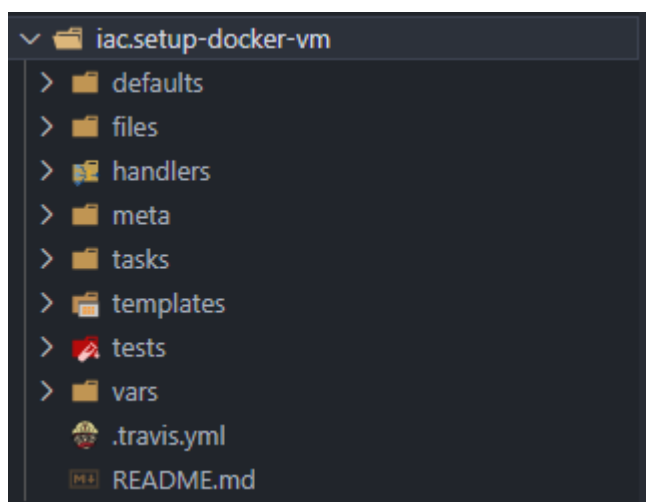 iac.setup-docker-vm
defaults
files
handlers
meta
tasks
templates
tests
vars
.travis.yml
M↓ README.md